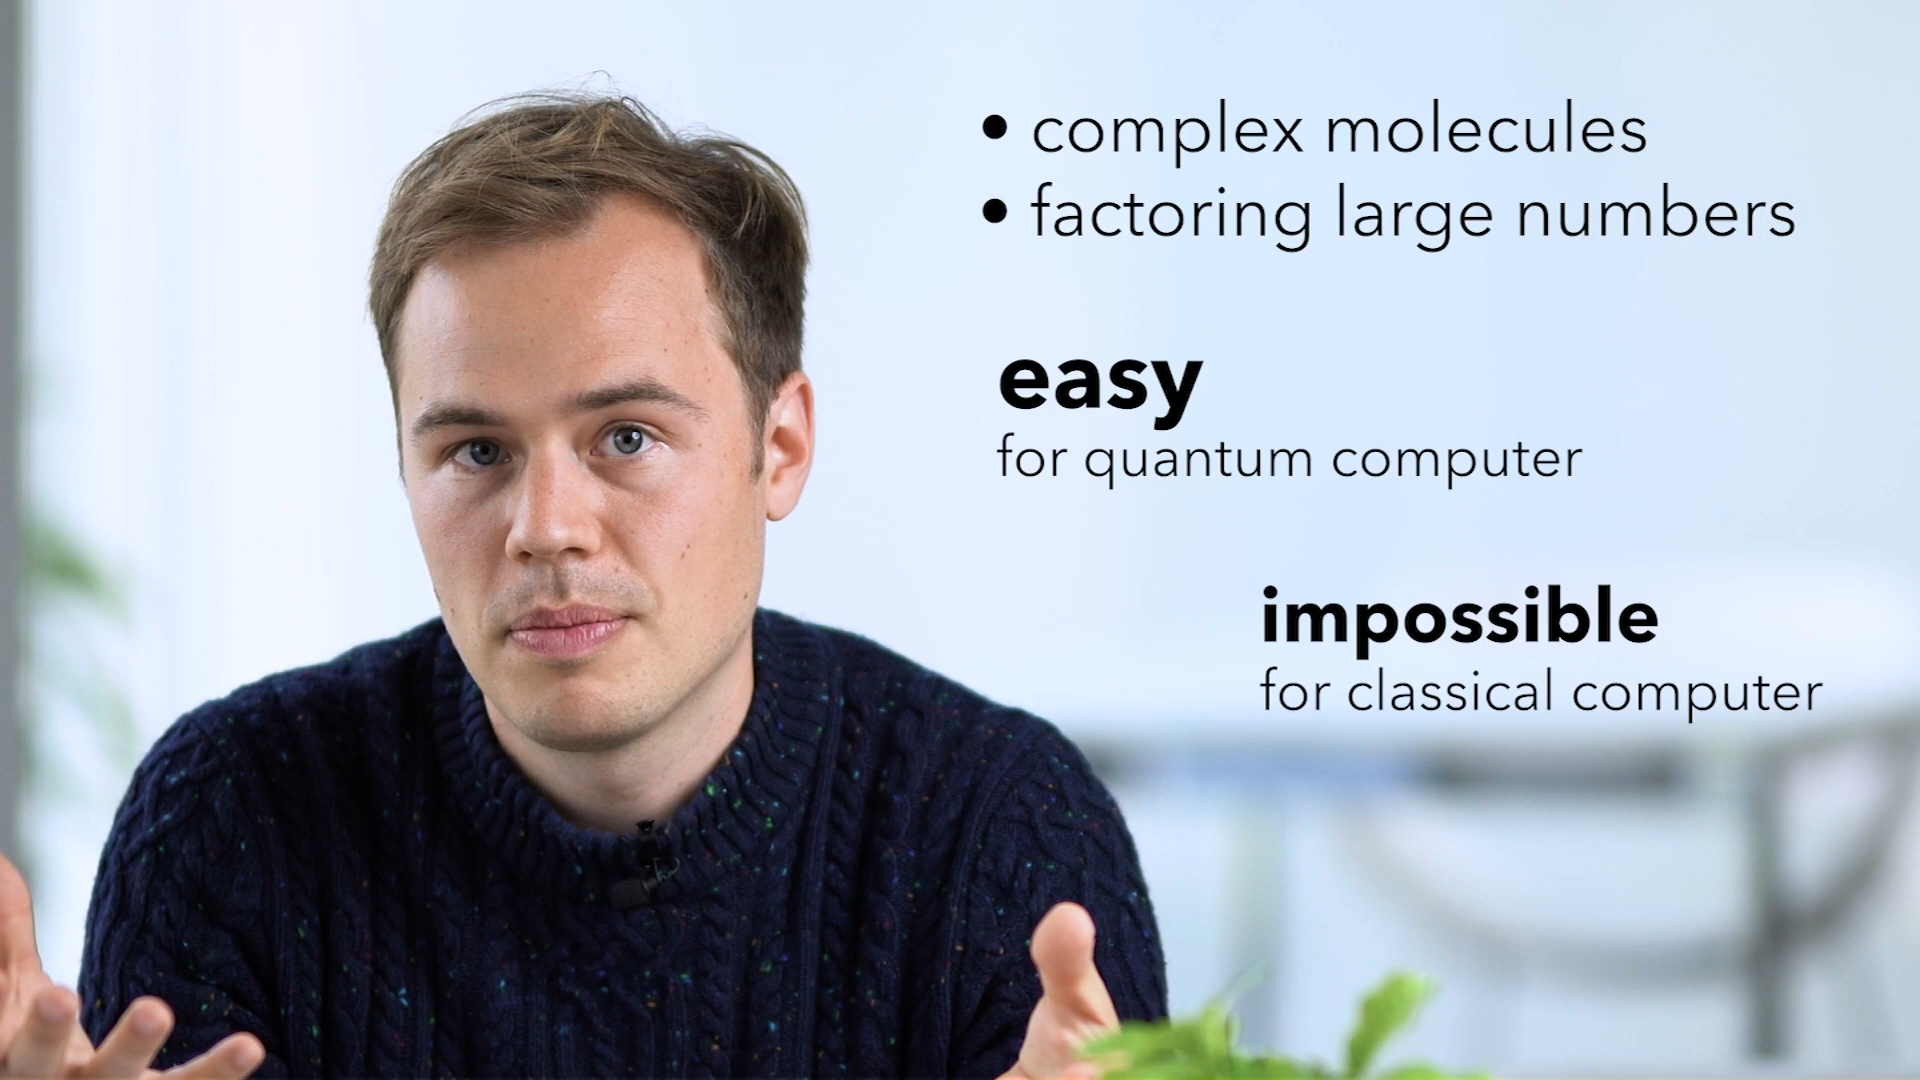 • complex molecules
• factoring large numbers
easy
for quantum computer
impossible
for classical computer